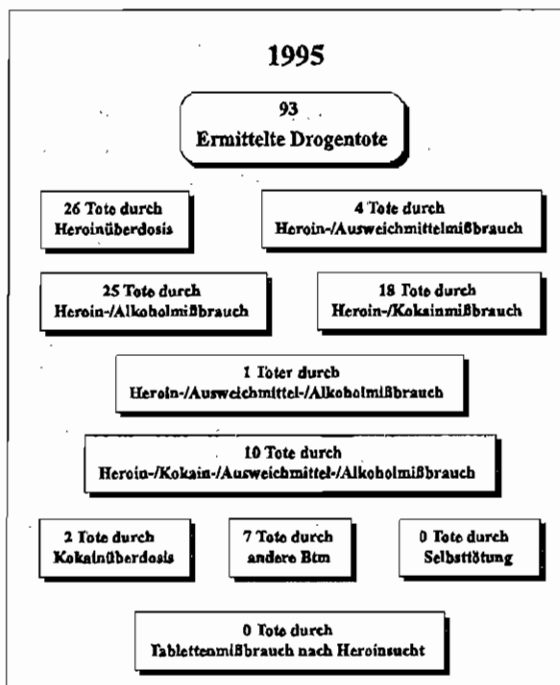 1995
93
Ermittelte Drogentote
26 Tote durch
Heroinüberdosis
4 Tote durch
Heroin-/Ausweichmittelmißbrauch
25 Tote durch
Heroin-/Alkoholmißbrauch
18 Tote durch
Heroin-/Kokainmißbrauch
1 Toter durch
Heroin-/Ausweichmittel-/Alkoholmißbrauch
10 Tote durch
Heroin-/Kokain-/Ausweichmittel-/Alkoholmißbrauch
2 Tote durch
Kokainüberdosis
7 Tote durch
andere Btm
0 Tote durch
Selbsttötung
0 Tote durch
Tablettenmißbrauch nach Heroinsucht